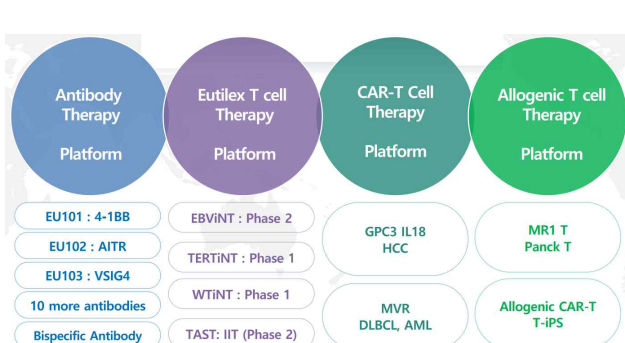 Antibody
Therapy
Platform
Eutilex T cell
Therapy
Platform
CAR-T Cell
Therapy
Platform
Allogenic T cell
Therapy
Platform
EU101 : 4-1BB
EU102 : AITR
EU103 : VSIG4
10 more antibodies
Bispecific Antibody
EBViNT : Phase 2
TERTiNT : Phase 1
WTiNT : Phase 1
TAST: IIT (Phase 2)
GPC3 IL18
HCC
MVR
DLBCL, AML
MR1 T
Panck T
Allogenic CAR-T
T-iPS